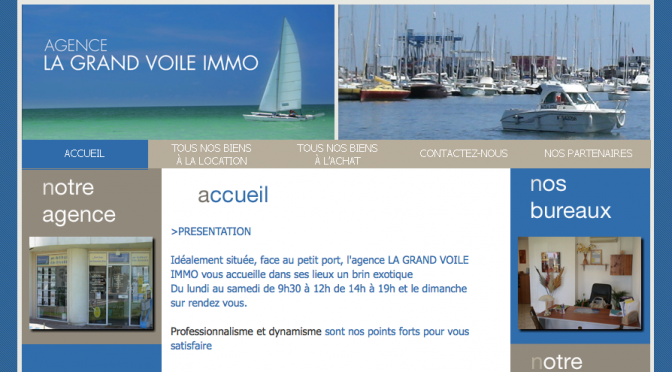 AGENCE
LA GRAND VOILE IMMO
ACCUEIL
TOUS NOS BIENS
À LA LOCATION
TOUS NOS BIENS
À L'ACHAT
CONTACTEZ-NOUS
NOS PARTENAIRES
notre
agence
accueil
>PRESENTATION
Idéalement située, face au petit port, l'agence LA GRAND VOILE
IMMO vous accueille dans ses lieux un brin exotique
Du lundi au samedi de 9h30 à 12h de 14h à 19h et le dimanche
sur rendez vous.
Professionnalisme et dynamisme sont nos points forts pour vous
satisfaire
nos
bureaux
notre